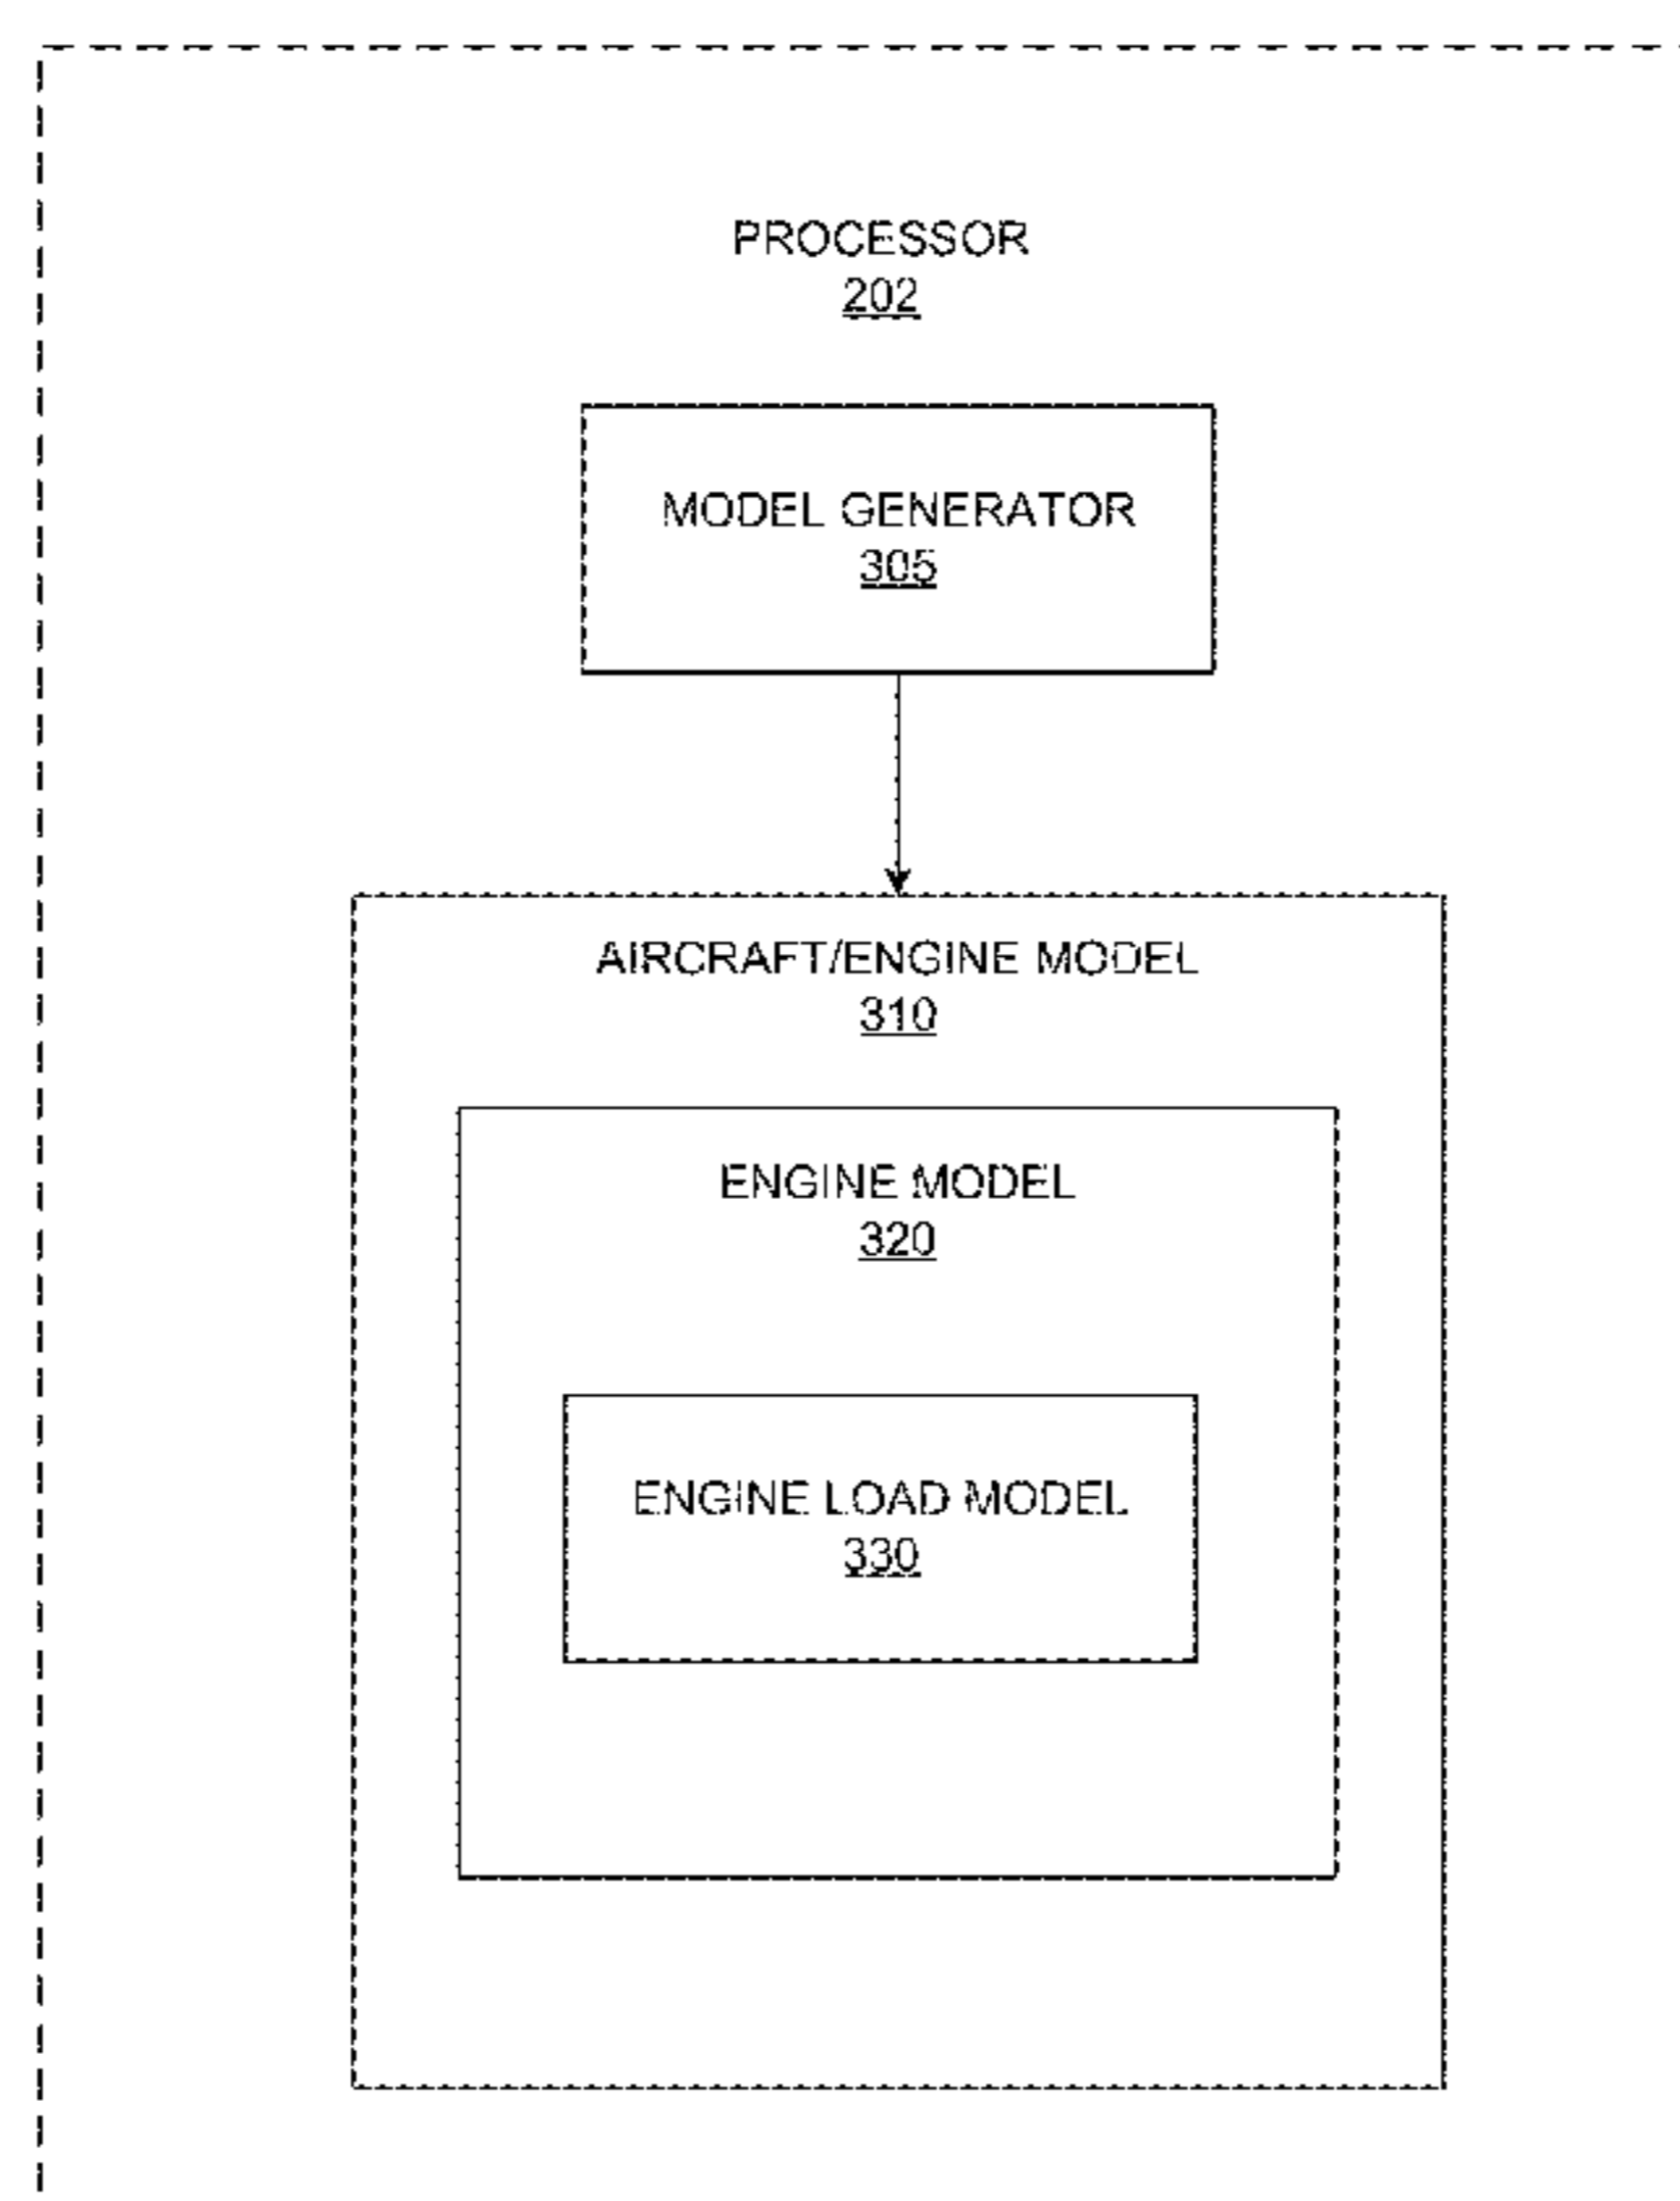 PROCESSOR
202
MODEL GENERATOR
305
AIRCRAFT/ENGINE MODEL
310
ENGINE MODEL
320
ENGINE LOAD MODEL
330